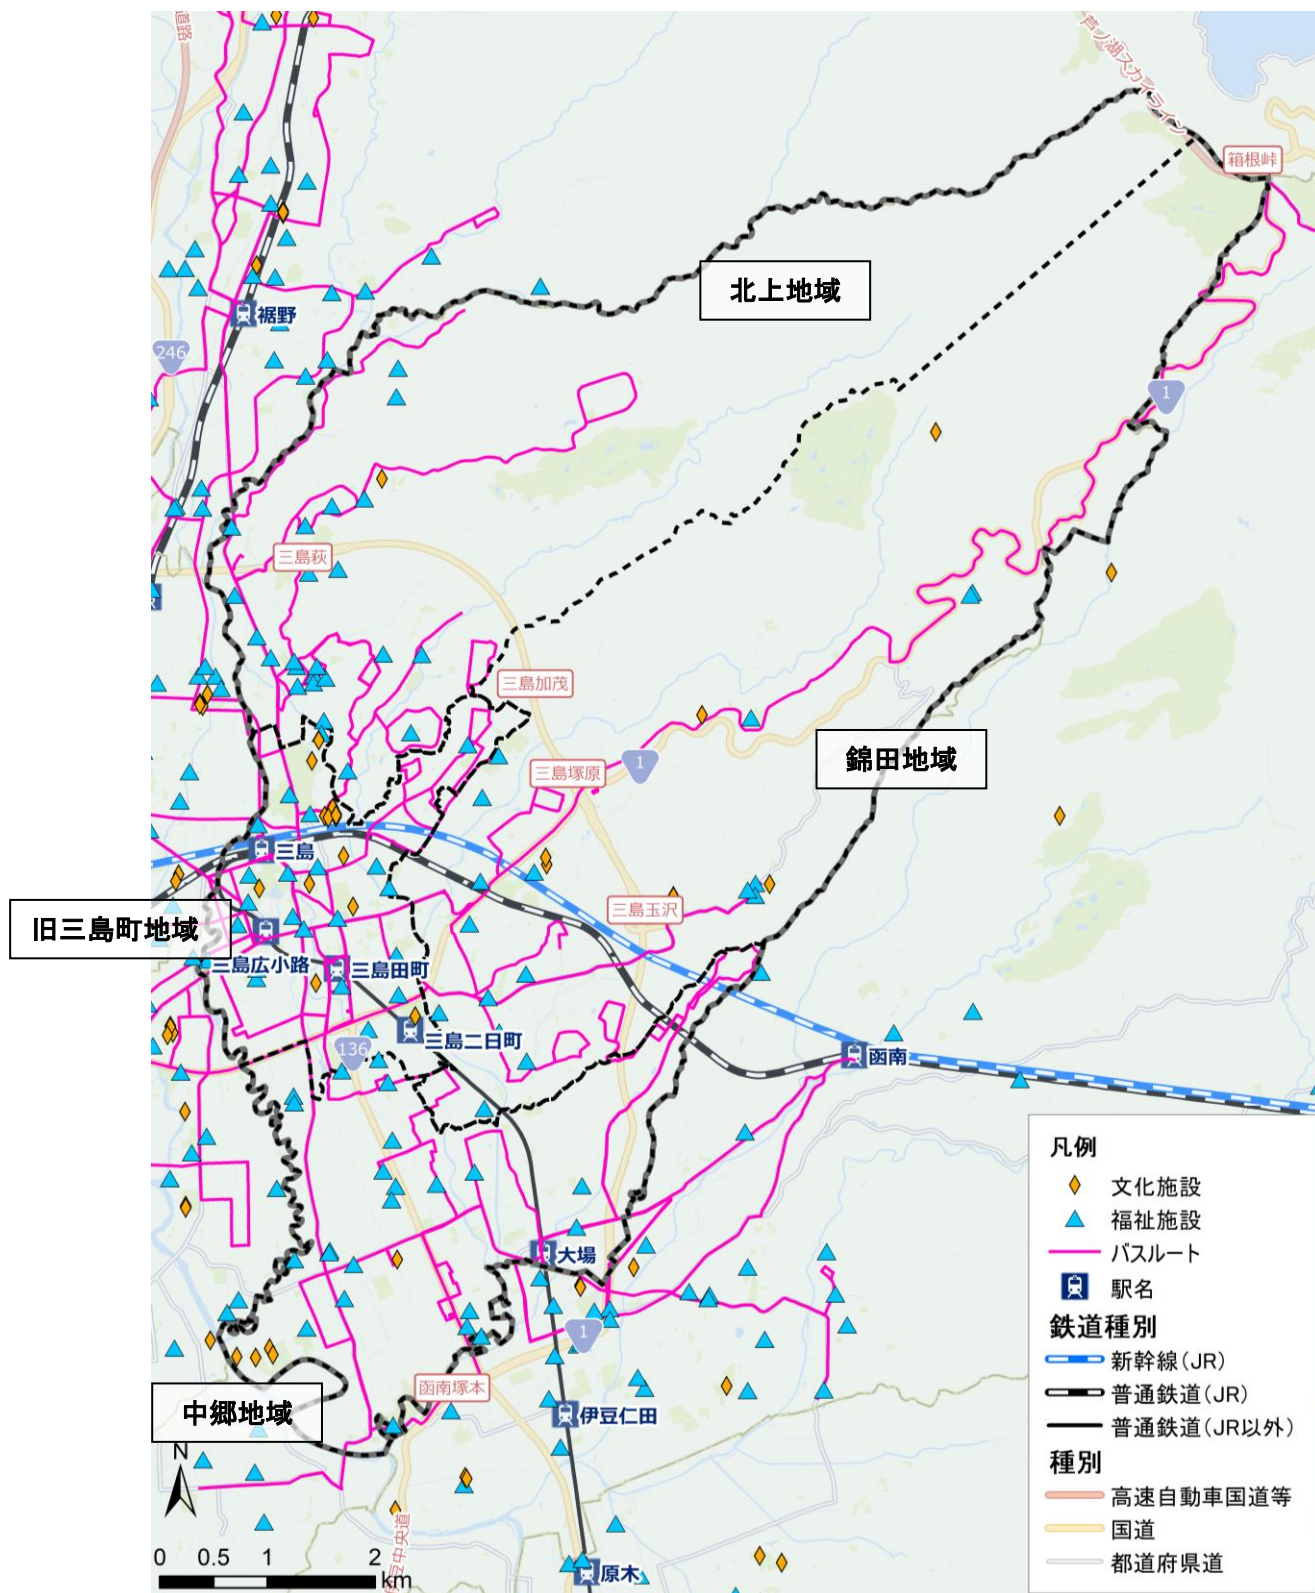 道路
芦ノ湖スカイライン
箱根峠
北上地域
裾野
246
1
三島萩
三島加茂
錦田地域
三島塚原
1
三島
旧三島町地域
三島玉沢
三島広小路
三島田町
三島二日町
136
函南
大場
1
函南塚本
中郷地域
伊豆仁田
N
豆中央道
原木
0 0.5 1 2
km
凡例
文化施設
福祉施設
バスルート
駅名
鉄道種別
新幹線(JR)
普通鉄道(JR)
普通鉄道(JR以外)
種別
高速自動車国道等
国道
都道府県道